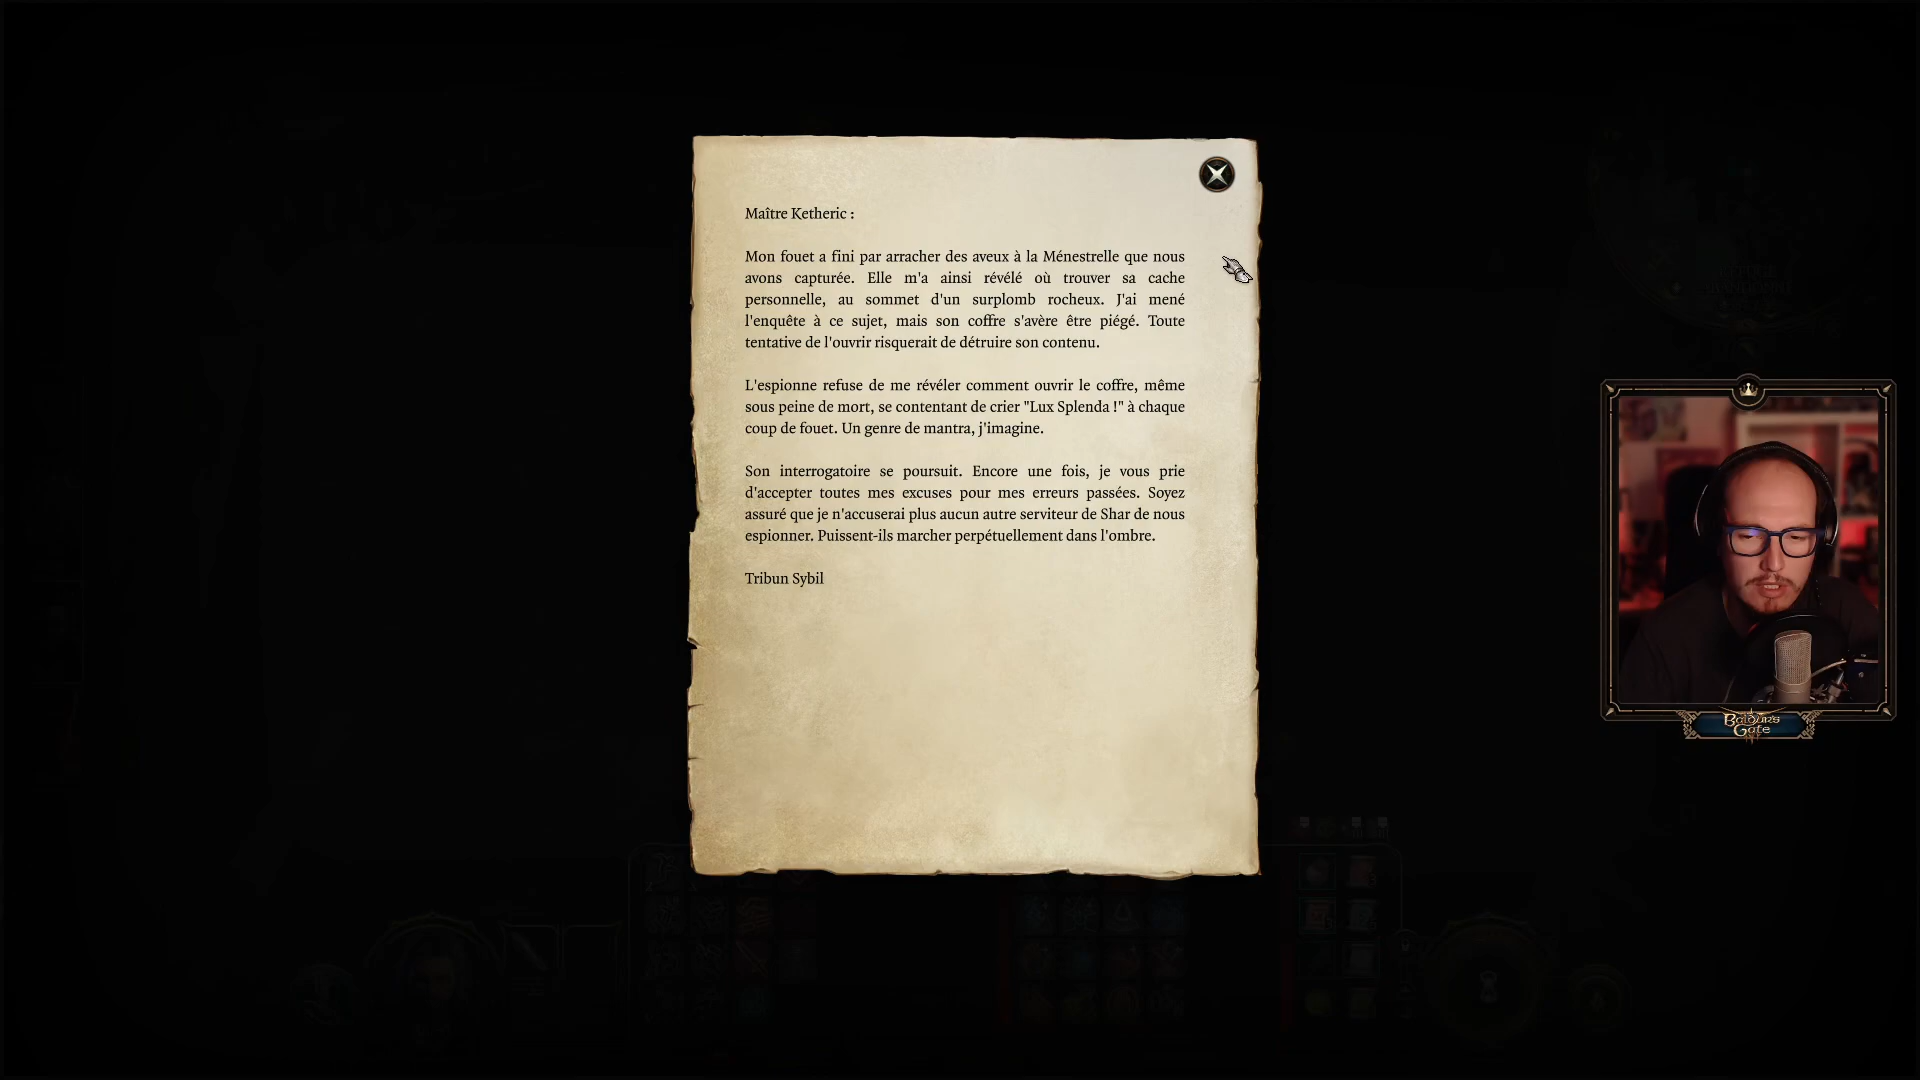 Maître Ketheric :
Mon fouet a fini par arracher des aveux à la Ménestrelle que nous
avons capturée. Elle m'a ainsi révélé où trouver sa cache
personnelle, au sommet d'un surplomb rocheux. J'ai mené
l'enquête à ce sujet, mais son coffre s'avère être piégé. Toute
tentative de l'ouvrir risquerait de détruire son contenu.
L'espionne refuse de me révéler comment ouvrir le coffre, même
sous peine de mort, se contentant de crier "Lux Splenda !" à chaque
coup de fouet. Un genre de mantra, j'imagine.
Son interrogatoire se poursuit. Encore une fois, je vous prie
d'accepter toutes mes excuses pour mes erreurs passées. Soyez
assuré que je n'accuserai plus aucun autre serviteur de Shar de nous
espionner. Puissent-ils marcher perpétuellement dans l'ombre.
Tribun Sybil
Baldur's
Gate